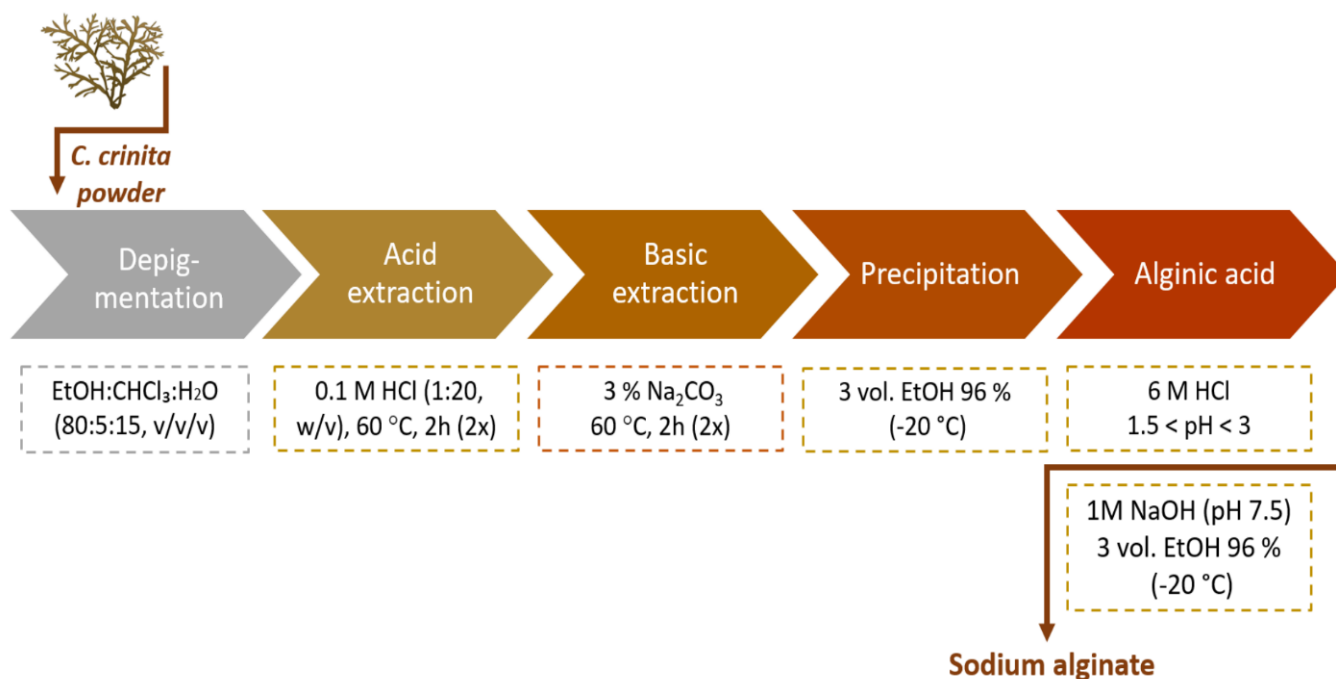 C. crinita
powder
Depig-
mentation
Acid
extraction
Basic
extraction
Precipitation
Alginic acid
EtOH:CHCl₃:H₂O
(80:5:15, v/v/v)
0.1 M HCl (1:20,
w/v), 60 °C, 2h (2x)
3 % Na₂CO₃
60 °C, 2h (2x)
3 vol. EtOH 96 %
(-20 °C)
6 M HCl
1.5 < pH < 3
1M NaOH (pH 7.5)
3 vol. EtOH 96 %
(-20 °C)
Sodium alginate